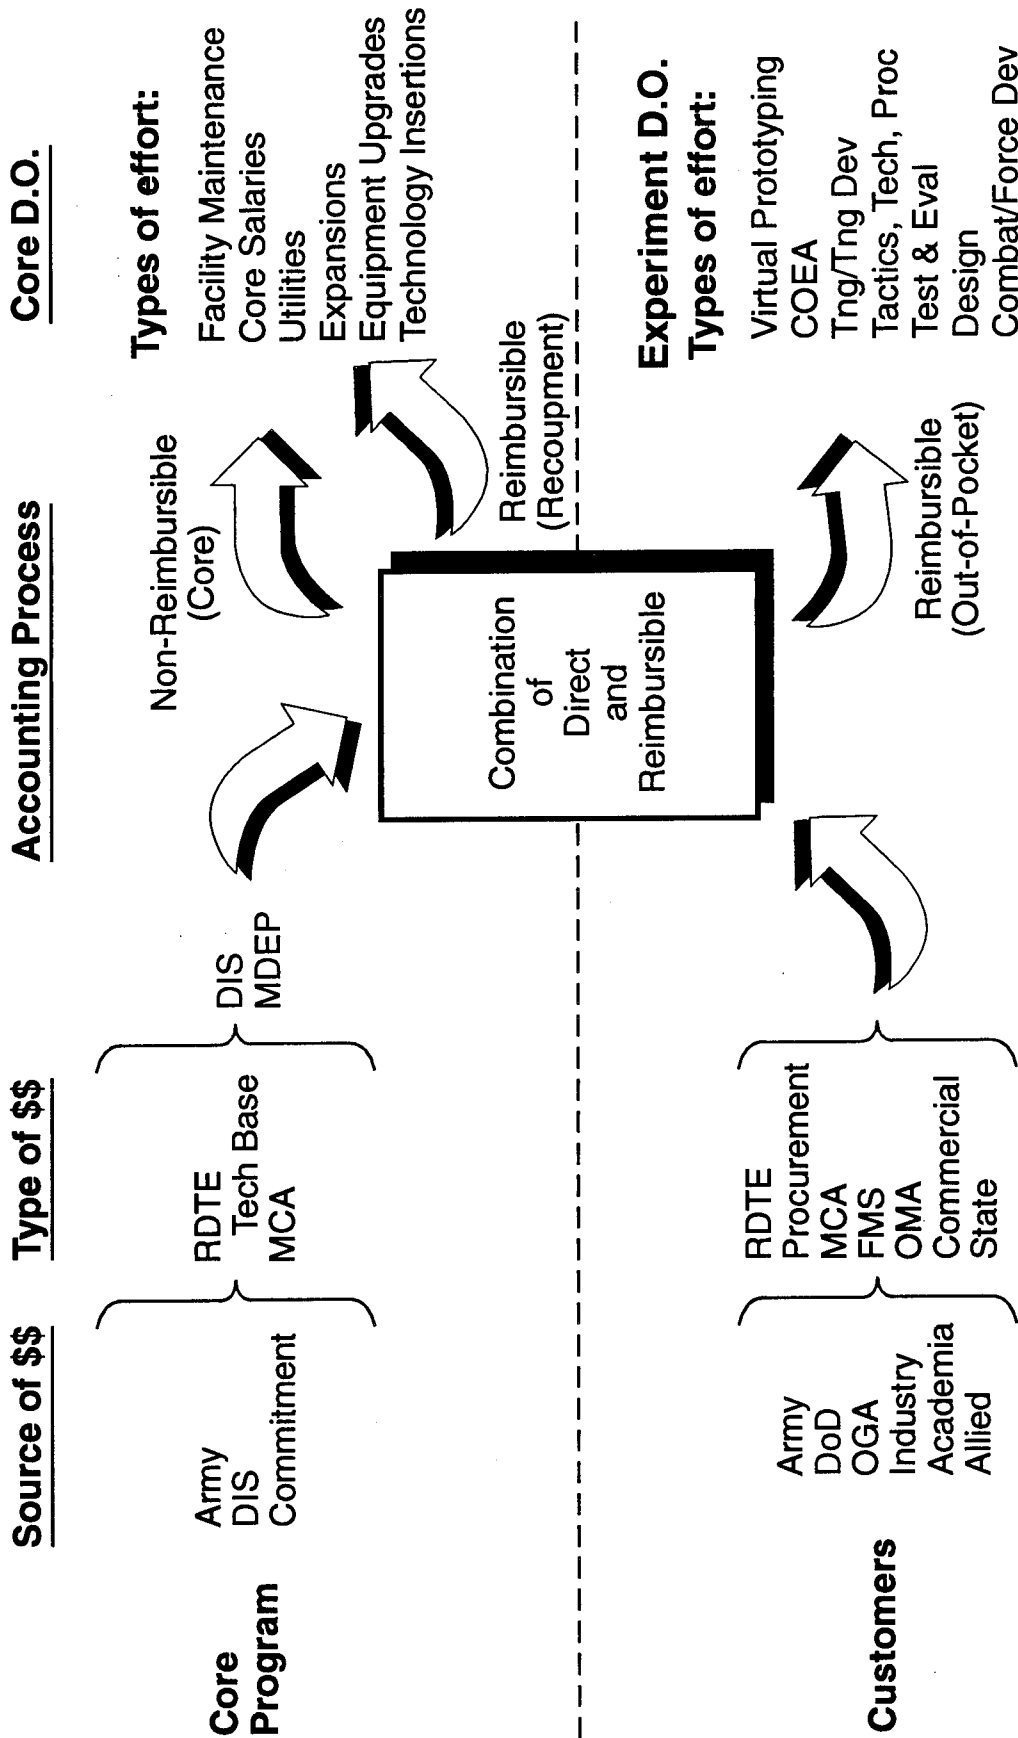 Source of $$
Type of $$
Accounting Process
Core D.O.
Core
Program
Army
DIS
Commitment
RDTE
Tech Base
MCA
DIS
MDEP
Non-Reimbursible
(Core)
Reimbursible
(Recoupment)
Types of effort:
Facility Maintenance
Core Salaries
Utilities
Expansions
Equipment Upgrades
Technology Insertions
Combination
of
Direct
and
Reimbursible
Customers
Army
DoD
OGA
Industry
Academia
Allied
RDTE
Procurement
MCA
FMS
OMA
Commercial
State
Reimbursible
(Out-of-Pocket)
Experiment D.O.
Types of effort:
Virtual Prototyping
COEA
Tng/Tng Dev
Tactics, Tech, Proc
Test & Eval
Design
Combat/Force Dev